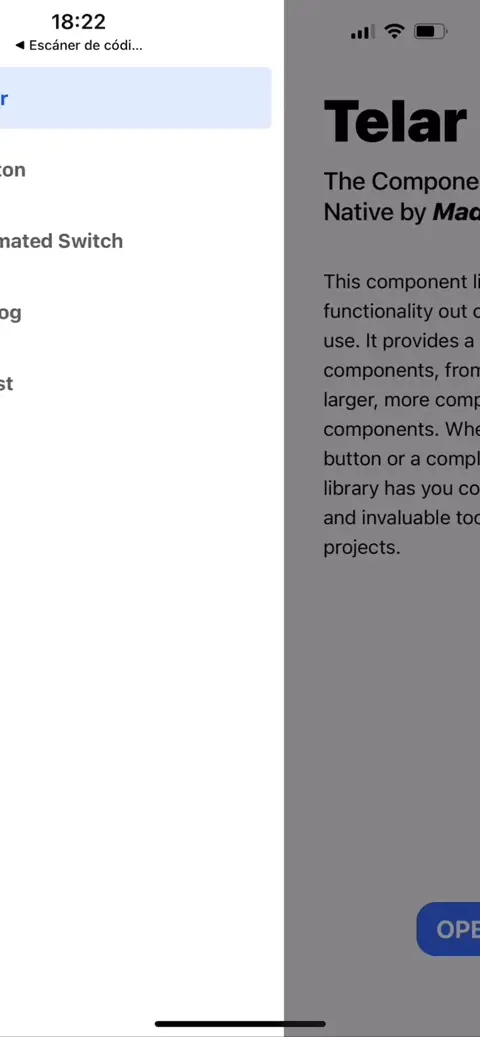 18:22
◀ Escáner de códi...
r
ton
mated Switch
og
st
Telar
The Compone
Native by Mad
This component li
functionality out o
use. It provides a
components, from
larger, more comp
components. Whe
button or a compl
library has you co
and invaluable too
projects.
OPE